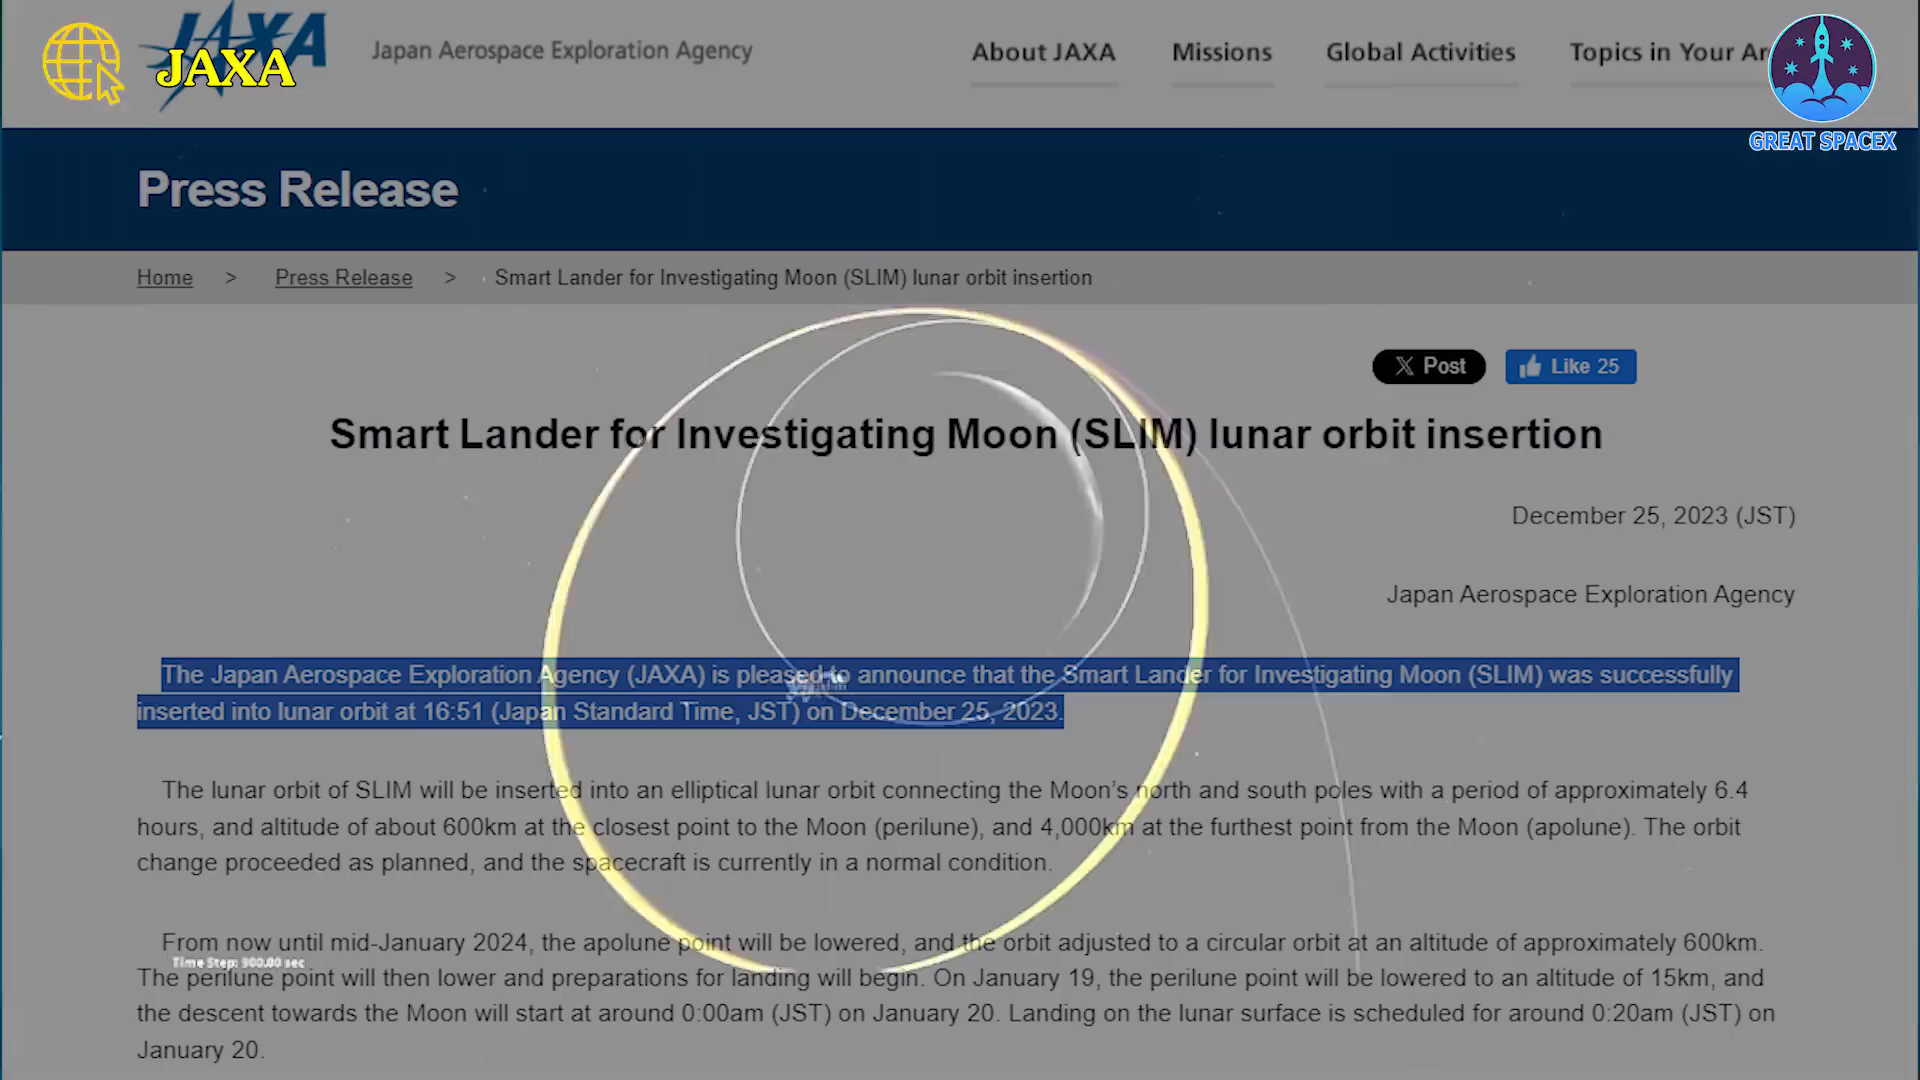 JAXA
JAXA
Japan Aerospace Exploration Agency
About JAXA
Missions
Global Activities
Topics in Your
GREAT SPACEX
Press Release
Home > Press Release > Smart Lander for Investigating Moon (SLIM) lunar orbit insertion
X Post
Like 25
Smart Lander for Investigating Moon (SLIM) lunar orbit insertion
December 25, 2023 (JST)
Japan Aerospace Exploration Agency
The Japan Aerospace Exploration Agency (JAXA) is pleased to announce that the Smart Lander for Investigating Moon (SLIM) was successfully
inserted into lunar orbit at 16:51 (Japan Standard Time, JST) on December 25, 2023.
The lunar orbit of SLIM will be inserted into an elliptical lunar orbit connecting the Moon’s north and south poles with a period of approximately 6.4
hours, and altitude of about 600km at the closest point to the Moon (perilune), and 4,000km at the furthest point from the Moon (apolune). The orbit
change proceeded as planned, and the spacecraft is currently in a normal condition.
From now until mid-January 2024, the apolune point will be lowered, and the orbit adjusted to a circular orbit at an altitude of approximately 600km.
Time Step: 900.00 sec
The perilune point will then lower and preparations for landing will begin. On January 19, the perilune point will be lowered to an altitude of 15km, and
the descent towards the Moon will start at around 0:00am (JST) on January 20. Landing on the lunar surface is scheduled for around 0:20am (JST) on
January 20.